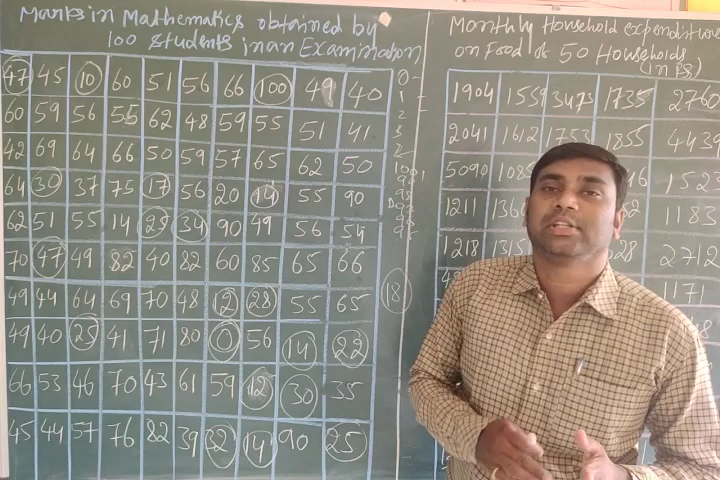 Marks in Mathematics obtained by
100 students in an Examination
47 45 10 60 51 56 66 100 49 40
60 59 56 55 62 48 59 55 51 41
42 69 64 66 50 59 57 65 62 50
64 30 37 75 17 56 20 14 55 90
62 51 55 14 25 34 90 49 56 54
70 47 49 82 40 82 60 85 65 66
49 44 64 69 70 48 12 28 55 65
49 40 25 41 71 80 0 56 14 22
66 53 46 70 43 61 59 12 30 35
45 44 57 76 82 39 32 14 90 25
18
Monthly Household expenditure
on Food of 50 Households
(in Rs)
1904 1559 3473 1735 2760
2041 1612 1753 1855 4439
5090 1085 46 1523
1211 1360 1183
1218 1315 28 2712
1171